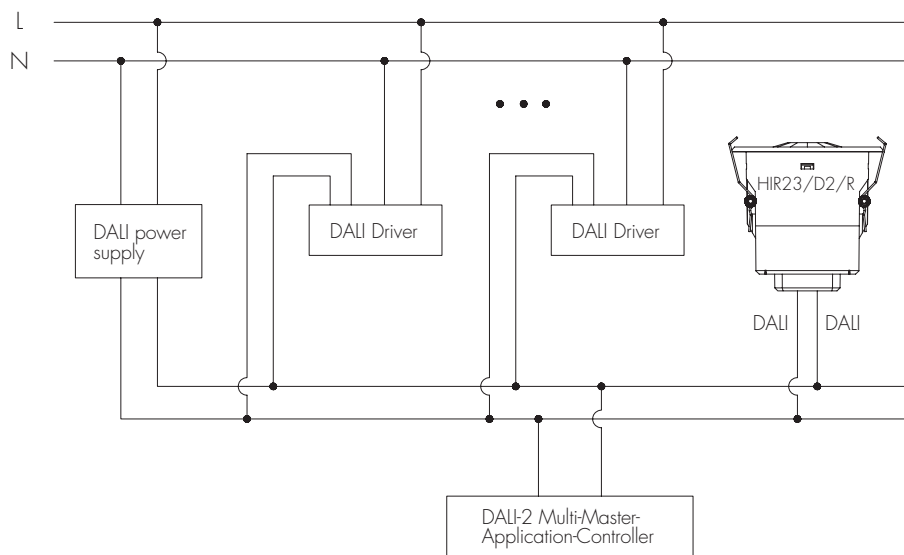 L
N
HIR23/D2/R
DALI power
supply
DALI Driver
DALI Driver
DALI
DALI
DALI-2 Multi-Master-
Application-Controller